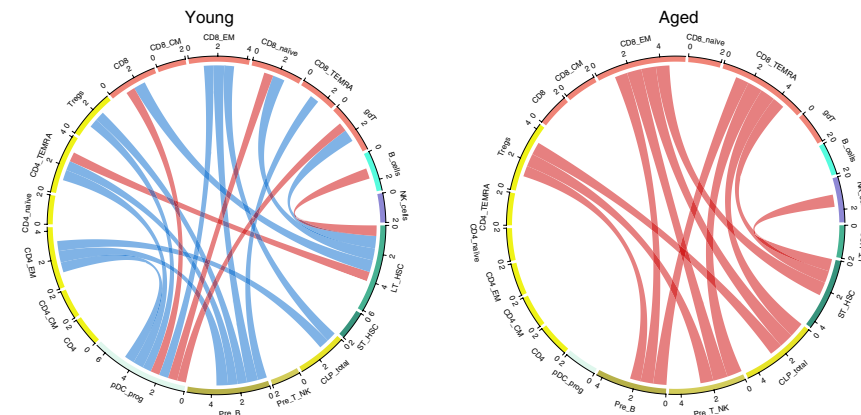 Young
Aged
CD8_EM
CD8_CM
CD8
Tregs
CD4_TEMRA
CD4_naive
CD4_EM
CD4_CM
CD4
pDC_prog
Pre_B
Pre_T_NK
CLP_total
ST_HSC
LT_HSC
NK_cells
B_cells
gdT
CD8_TEMRA
CD8_naive
CD8_EM
CD8_naive
CD8_TEMRA
gdT
B_cells
ST_HSC
CLP_total
Pre_T_NK
Pre_B
pDC_prog
CD4
CD4_CM
CD4_EM
CD4_naive
CD4_TEMRA
Tregs
CD8
CD8_CM